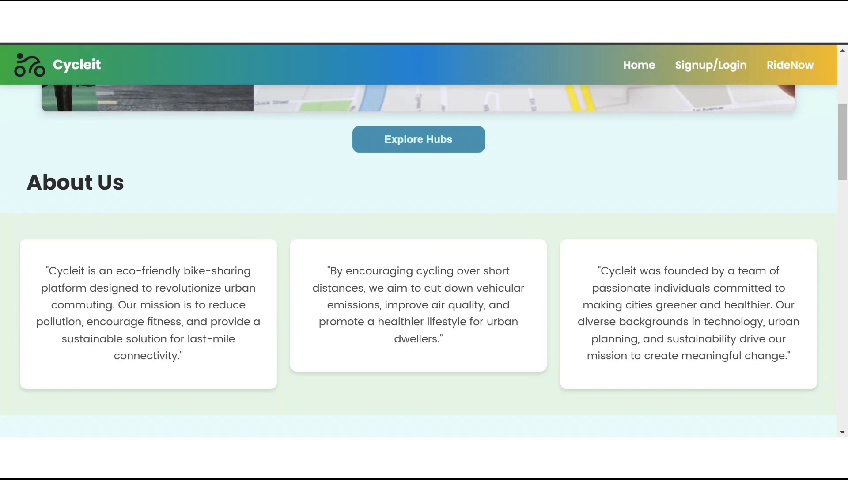 Cycleit
Home Signup/Login RideNow
Quick Street
Explore Hubs
About Us
"Cycleit is an eco-friendly bike-sharing
platform designed to revolutionize urban
commuting. Our mission is to reduce
pollution, encourage fitness, and provide a
sustainable solution for last-mile
connectivity."
"By encouraging cycling over short
distances, we aim to cut down vehicular
emissions, improve air quality, and
promote a healthier lifestyle for urban
dwellers."
"Cycleit was founded by a team of
passionate individuals committed to
making cities greener and healthier. Our
diverse backgrounds in technology, urban
planning, and sustainability drive our
mission to create meaningful change."